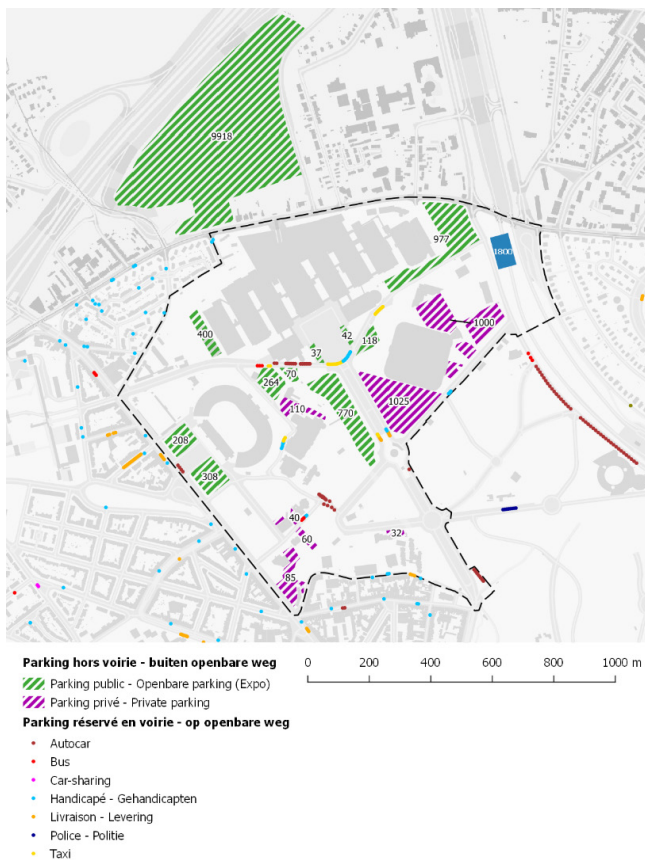 9918
977
1800
400
42
118
1000
37
70
264
1025
110
770
208
308
40
32
60
85
Parking hors voirie - buiten openbare weg
0 200 400 600 800 1000 m
Parking public - Openbare parking (Expo)
Parking privé - Private parking
Parking réservé en voirie - op openbare weg
Autocar
Bus
Car-sharing
Handicapé - Gehandicapten
Livraison - Levering
Police - Politie
Taxi